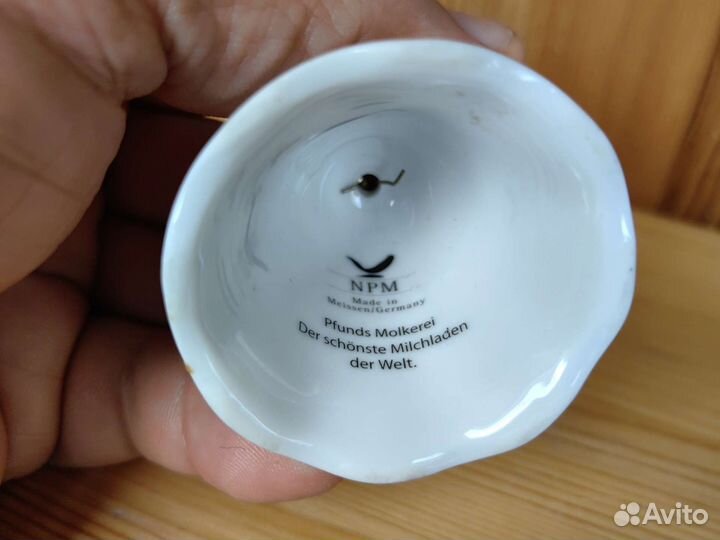 NPM
Made in
Meissen/Germany
Pfunds Molkerei
Der schönste Milchladen
der Welt.
Avito